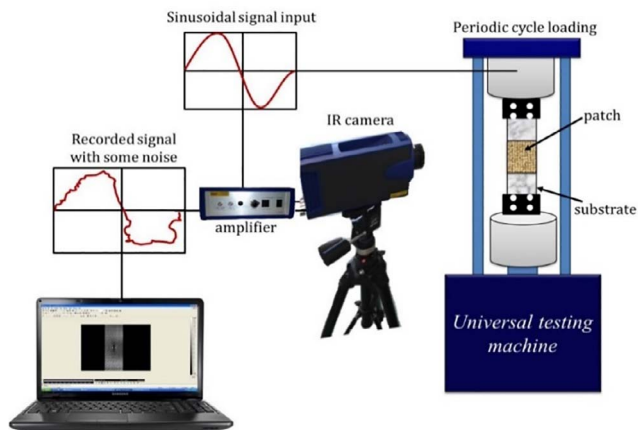 Sinusoidal signal input
Periodic cycle loading
Recorded signal
with some noise
IR camera
patch
amplifier
substrate
Universal testing
machine